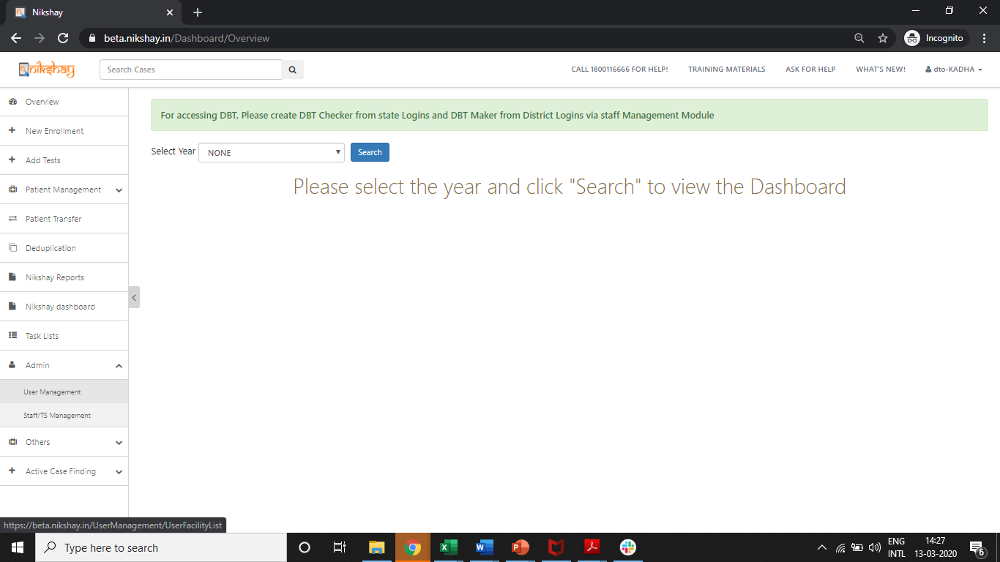 Nikshay
beta.nikshay.in/Dashboard/Overview
Incognito
nikshay
Search Cases
CALL 1800116666 FOR HELP!
TRAINING MATERIALS
ASK FOR HELP
WHAT'S NEW!
dto-KADHA
Overview
New Enrollment
Add Tests
Patient Management
Patient Transfer
Deduplication
Nikshay Reports
Nikshay dashboard
Task Lists
Admin
User Management
Staff/TS Management
Others
Active Case Finding
For accessing DBT, Please create DBT Checker from state Logins and DBT Maker from District Logins via staff Management Module
Select Year
NONE
Search
Please select the year and click "Search" to view the Dashboard
https://beta.nikshay.in/UserManagement/UserFacilityList
Type here to search
ENG
INTL
14:27
13-03-2020
6